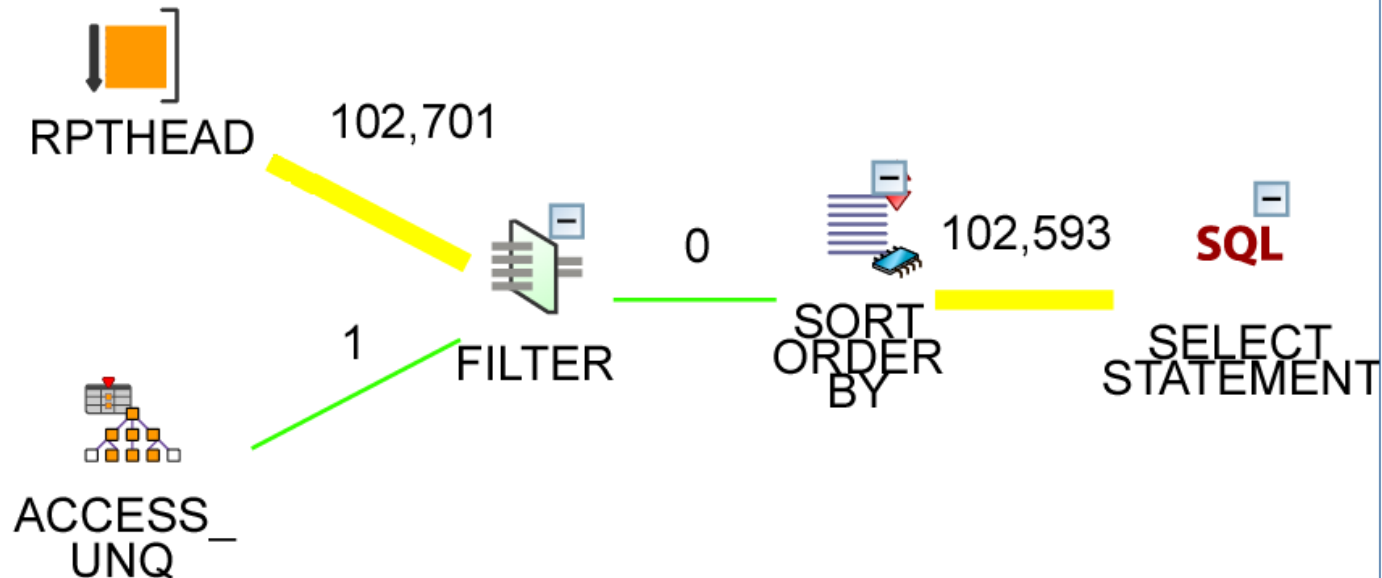 RPTHEAD
102,701
FILTER
1
ACCESS_
UNQ
0
SORT
ORDER
BY
102,593
SQL
SELECT
STATEMENT